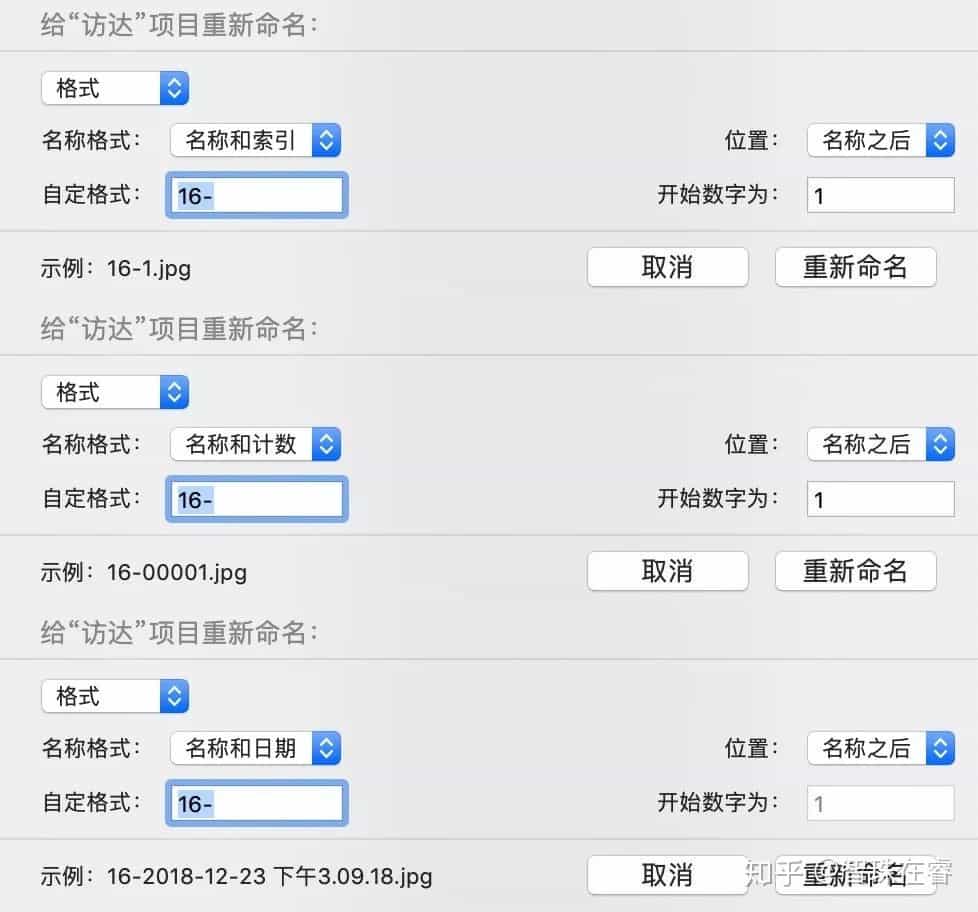 给“访达”项目重新命名：
格式
名称格式： 名称和索引 位置： 名称之后
自定格式： 16- 开始数字为： 1
示例：16-1.jpg 取消 重新命名
给“访达”项目重新命名：
格式
名称格式： 名称和计数 位置： 名称之后
自定格式： 16- 开始数字为： 1
示例：16-00001.jpg 取消 重新命名
给“访达”项目重新命名：
格式
名称格式： 名称和日期 位置： 名称之后
自定格式： 16- 开始数字为： 1
示例：16-2018-12-23 下午3.09.18.jpg 取消 重新命名
知乎